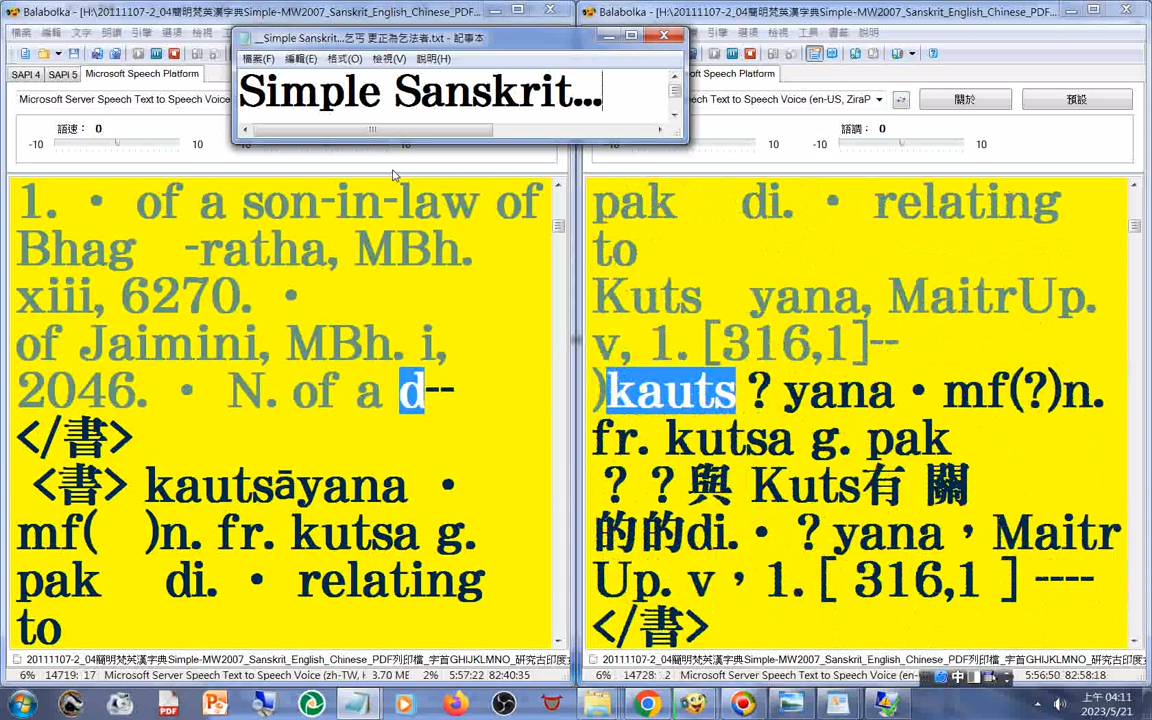 Balabolka - [H:\20111107-2_04簡明梵英漢字典Simple-MW2007_Sanskrit_English_Chinese_PDF...
Balabolka - [H:\20111107-2_04簡明梵英漢字典Simple-MW2007_Sanskrit_English_Chinese_PDF...
__Simple Sanskrit...乞丐 更正為乞法者.txt - 記事本
檔案(F) 編輯(E) 格式(O) 檢視(V) 說明(H)
Simple Sanskrit...
SAPI 4 SAPI 5 Microsoft Speech Platform
Microsoft Server Speech Text to Speech Voice
語速: 0
-10 10
Speech Platform
t to Speech Voice (en-US, ZiraP
關於 預設
語調: 0
-10 10
1. • of a son-in-law of
Bhag -ratha, MBh.
xiii, 6270. •
of Jaimini, MBh. i,
2046. • N. of a d--
</書>
<書> kautsāyana •
mf( )n. fr. kutsa g.
pak di. • relating
to
pak di. • relating
to
Kuts yana, MaitrUp.
v, 1. [316,1]--
)kauts ? yana • mf(?)n.
fr. kutsa g. pak
? ? 與 Kuts有 關
的的di. • ? yana, Maitr
Up. v, 1. [ 316,1 ] ----
</書>
20111107-2_04簡明梵英漢字典Simple-MW2007_Sanskrit_English_Chinese_PDF列印檔_字首GHIJKLMNO_研究古印度
20111107-2_04簡明梵英漢字典Simple-MW2007_Sanskrit_English_Chinese_PDF列印檔_字首GHIJKLMNO_研究古印度
6% 14719: 17 Microsoft Server Speech Text to Speech Voice (zh-TW, 3.70 ME 2% 5:57:22 82:40:35
6% 14728: Microsoft Server Speech Text to Speech Voice 5:56:50 82:58:18
中
上午 04:11
2023/5/21